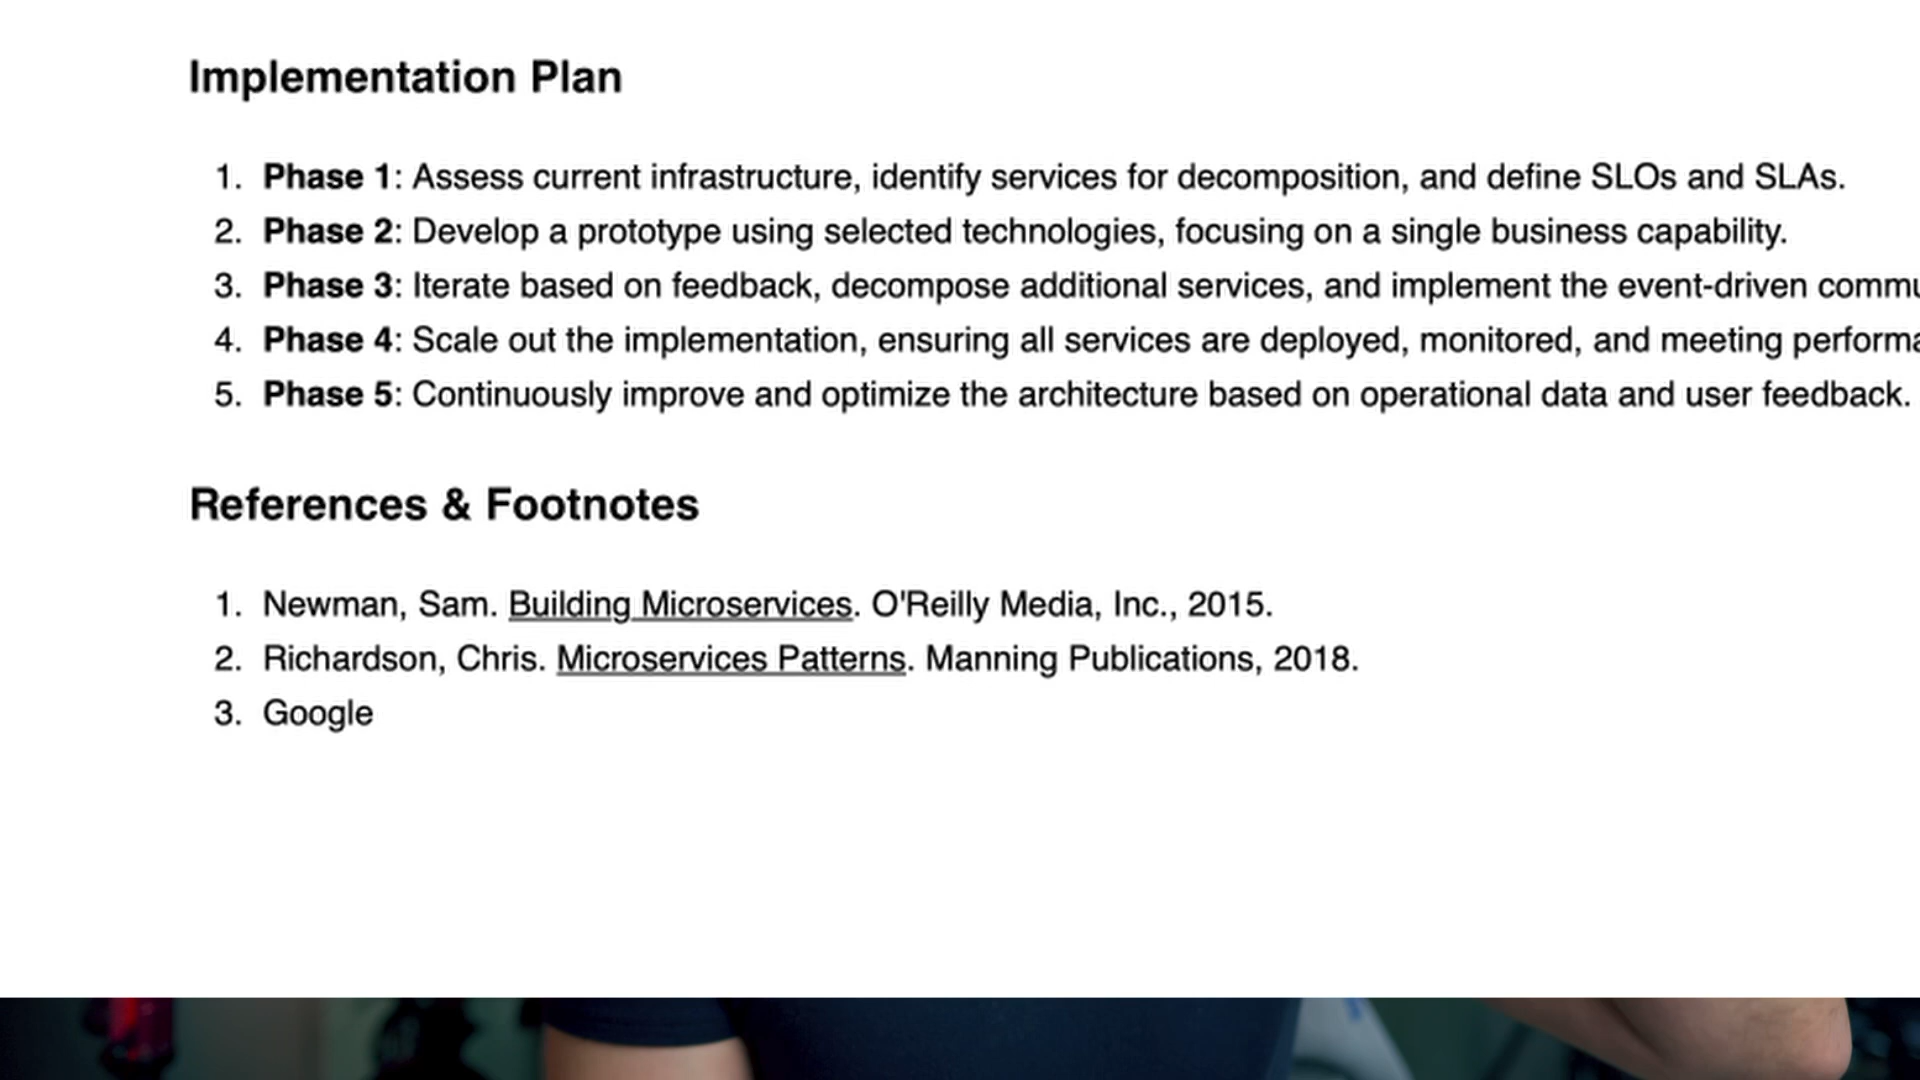 Implementation Plan
1. Phase 1: Assess current infrastructure, identify services for decomposition, and define SLOs and SLAs.
2. Phase 2: Develop a prototype using selected technologies, focusing on a single business capability.
3. Phase 3: Iterate based on feedback, decompose additional services, and implement the event-driven
4. Phase 4: Scale out the implementation, ensuring all services are deployed, monitored, and meeting
5. Phase 5: Continuously improve and optimize the architecture based on operational data and user feedback.
References & Footnotes
1. Newman, Sam. Building Microservices. O'Reilly Media, Inc., 2015.
2. Richardson, Chris. Microservices Patterns. Manning Publications, 2018.
3. Google